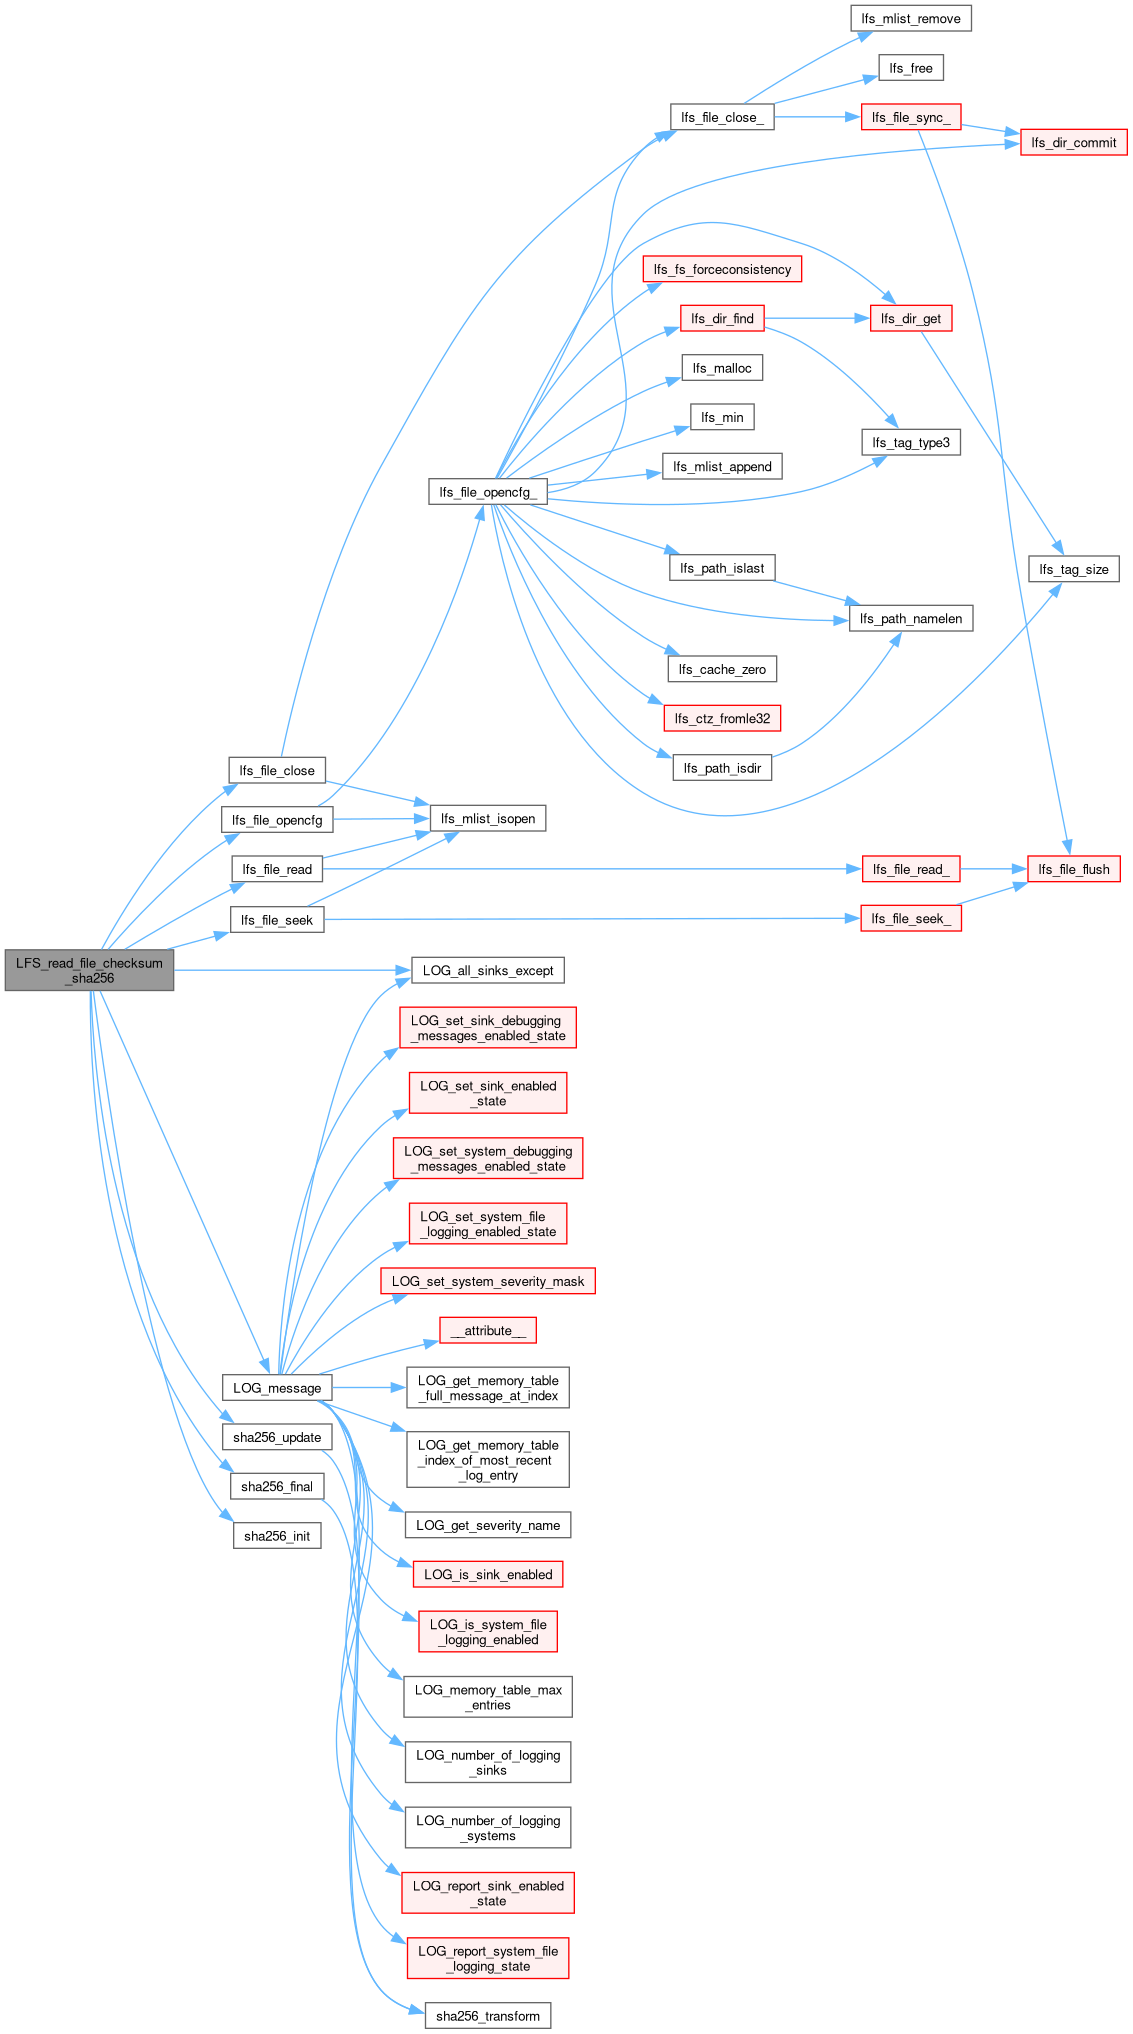 lfs_mlist_remove
lfs_free
lfs_file_close_
lfs_file_sync_
lfs_dir_commit
lfs_fs_forceconsistency
lfs_dir_find
lfs_dir_get
lfs_malloc
lfs_min
lfs_tag_type3
lfs_mlist_append
lfs_file_opencfg_
lfs_path_islast
lfs_tag_size
lfs_path_namelen
lfs_cache_zero
lfs_ctz_fromle32
lfs_path_isdir
lfs_file_close
lfs_file_opencfg
lfs_mlist_isopen
lfs_file_read
lfs_file_read_
lfs_file_flush
lfs_file_seek
lfs_file_seek_
LFS_read_file_checksum
_sha256
LOG_all_sinks_except
LOG_set_sink_debugging
_messages_enabled_state
LOG_set_sink_enabled
_state
LOG_set_system_debugging
_messages_enabled_state
LOG_set_system_file
_logging_enabled_state
LOG_set_system_severity_mask
__attribute__
LOG_message
LOG_get_memory_table
_full_message_at_index
sha256_update
LOG_get_memory_table
_index_of_most_recent
_log_entry
sha256_final
LOG_get_severity_name
sha256_init
LOG_is_sink_enabled
LOG_is_system_file
_logging_enabled
LOG_memory_table_max
_entries
LOG_number_of_logging
_sinks
LOG_number_of_logging
_systems
LOG_report_sink_enabled
_state
LOG_report_system_file
_logging_state
sha256_transform